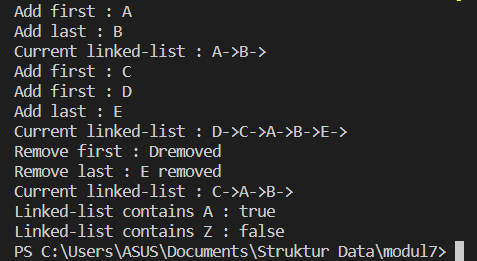 Add first : A
Add last : B
Current linked-list : A->B->
Add first : C
Add first : D
Add last : E
Current linked-list : D->C->A->B->E->
Remove first : Dremoved
Remove last : E removed
Current linked-list : C->A->B->
Linked-list contains A : true
Linked-list contains Z : false
PS C:\Users\ASUS\Documents\Struktur Data\modul7>